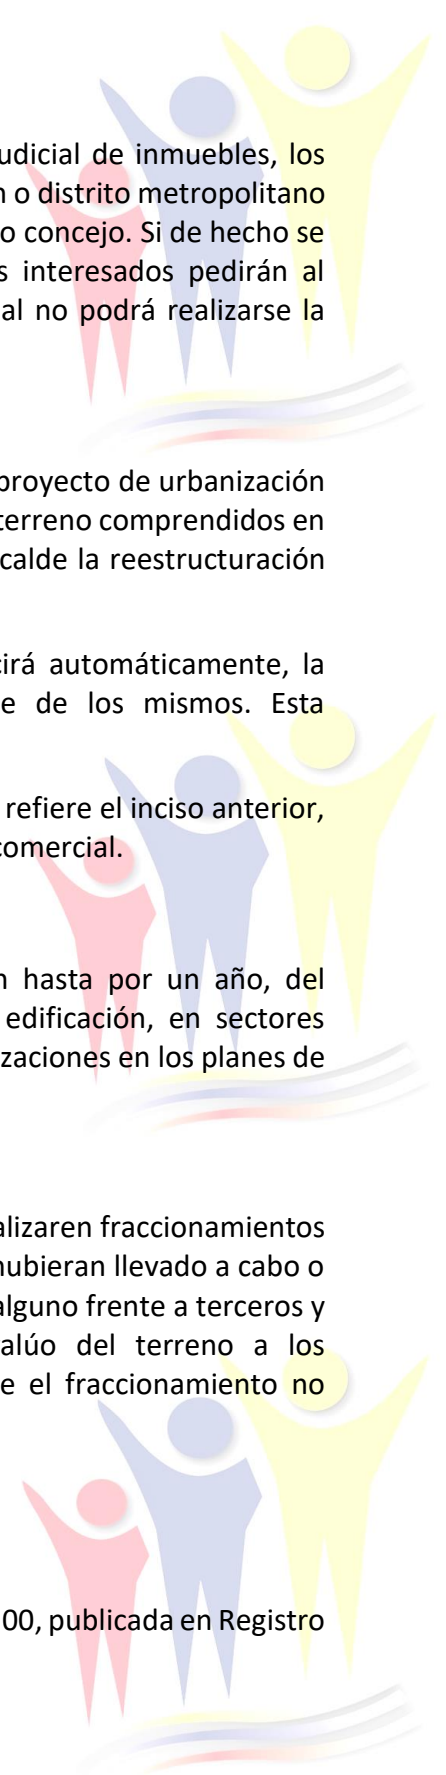 udicial de inmuebles, los
o distrito metropolitano
o concejo. Si de hecho se
s interesados pedirán al
al no podrá realizarse la
proyecto de urbanización
terreno comprendidos en
calde la reestructuración
cirá automáticamente, la
e de los mismos. Esta
refiere el inciso anterior,
comercial.
n hasta por un año, del
edificación, en sectores
izaciones en los planes de
alizaren fraccionamientos
hubieran llevado a cabo o
alguno frente a terceros y
alúo del terreno a los
e el fraccionamiento no
00, publicada en Registro